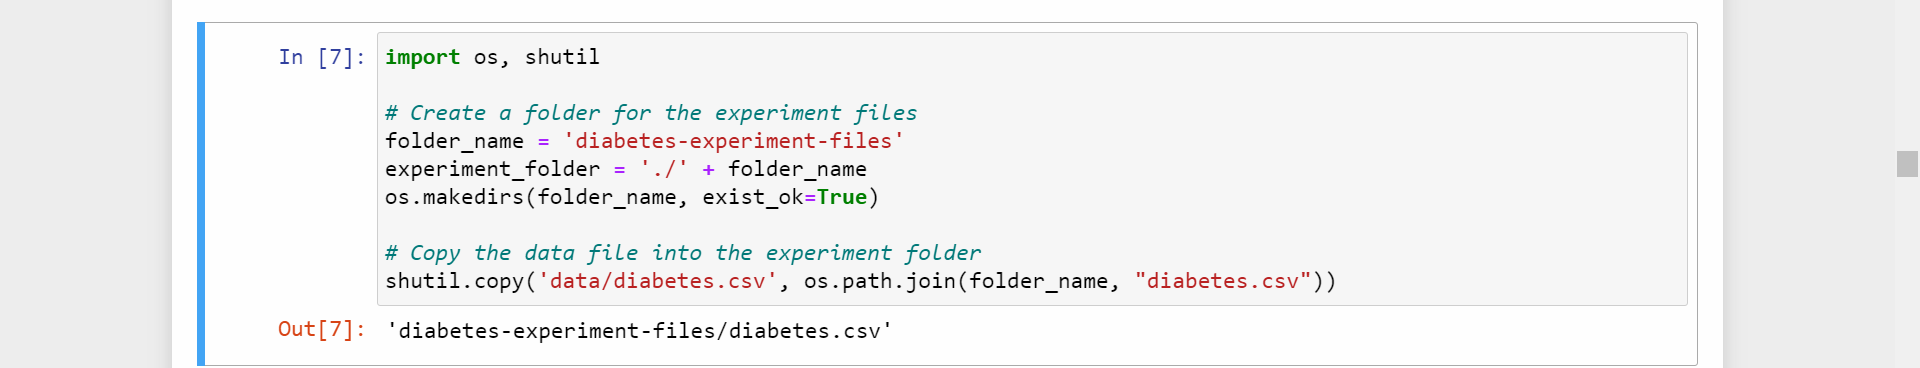 In [7]: import os, shutil
# Create a folder for the experiment files
folder_name = 'diabetes-experiment-files'
experiment_folder = './' + folder_name
os.makedirs(folder_name, exist_ok=True)
# Copy the data file into the experiment folder
shutil.copy('data/diabetes.csv', os.path.join(folder_name, "diabetes.csv"))
Out[7]: 'diabetes-experiment-files/diabetes.csv'